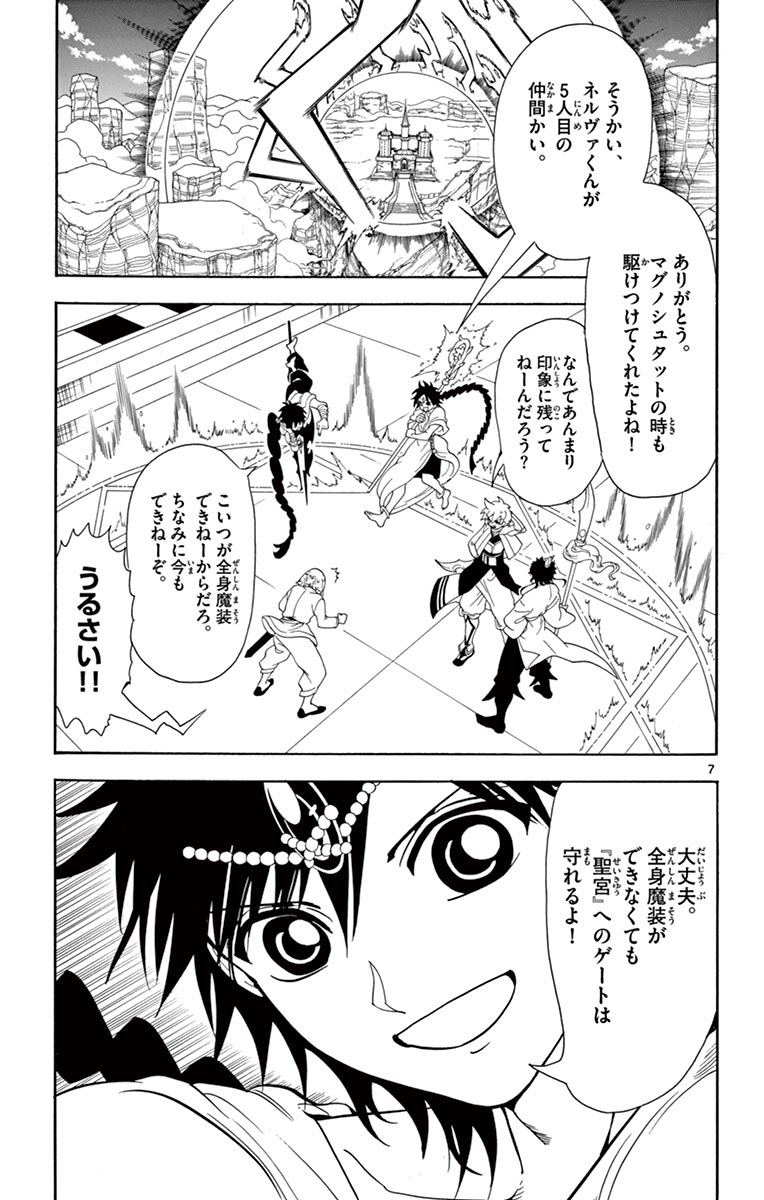 そうかい、
ネルヴァくんが
5人目の
仲間かい。
ありがとう。
マグノシュタットの時も
駆けつけてくれたよね！
なんであんまり
印象に残って
ねーんだろう？
こいつが全身魔装
できねーからだろ。
ちなみに今も
できねーぞ。
うるさい!!
7
大丈夫。
全身魔装が
できなくても
『聖宮』へのゲートは
守れるよ！